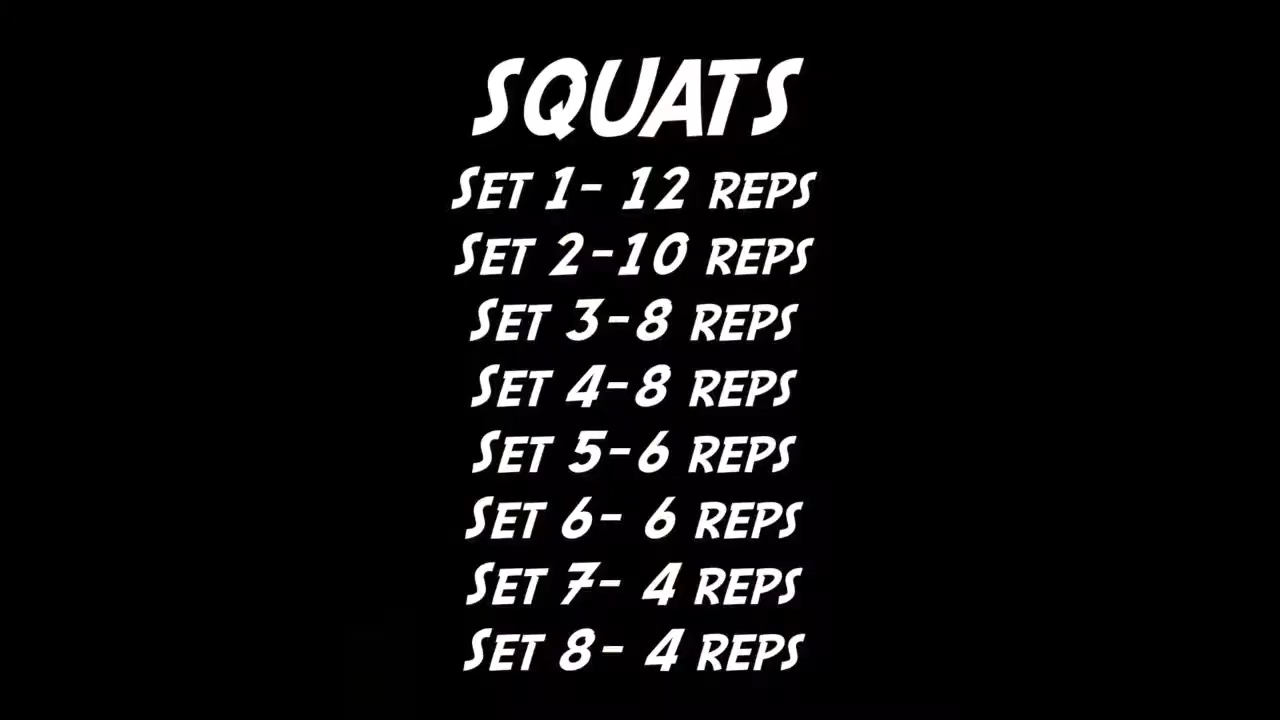 SQUATS
SET 1- 12 REPS
SET 2-10 REPS
SET 3-8 REPS
SET 4-8 REPS
SET 5-6 REPS
SET 6- 6 REPS
SET 7- 4 REPS
SET 8- 4 REPS